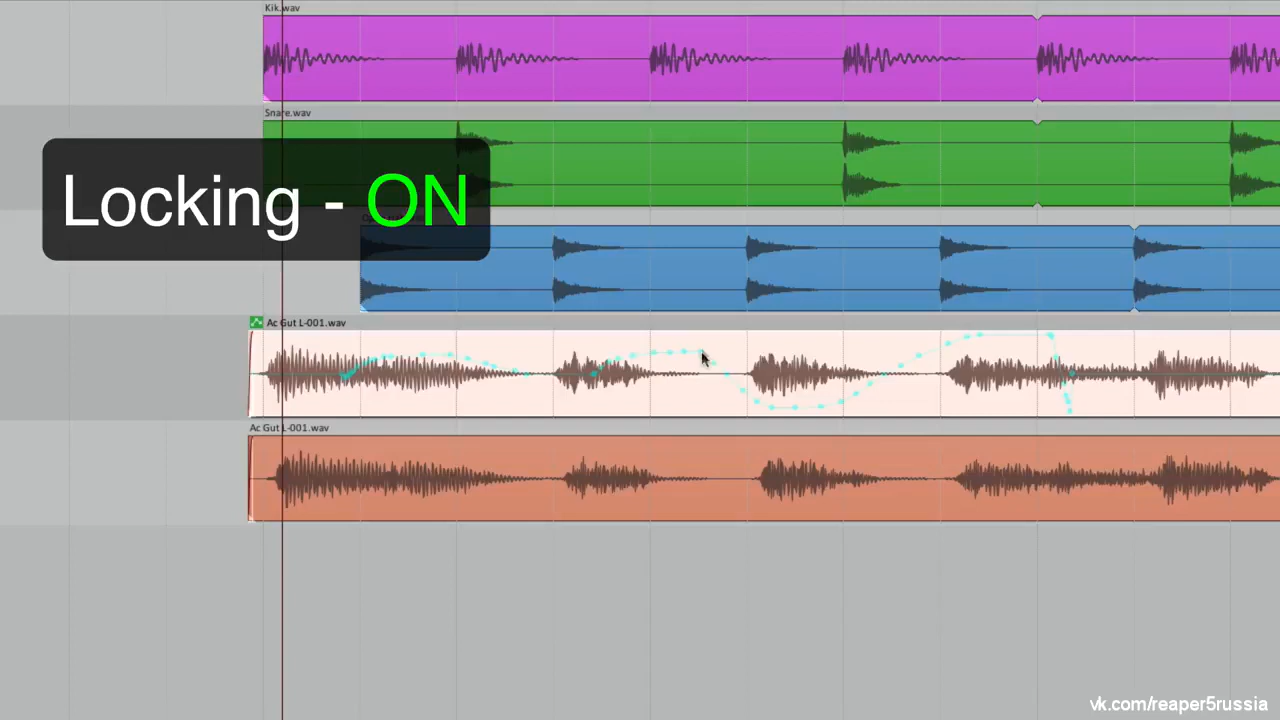 Kik.wav
Snare.wav
Locking - ON
Ac Gut L-001.wav
Ac Gut L-001.wav
vk.com/reaper5russia